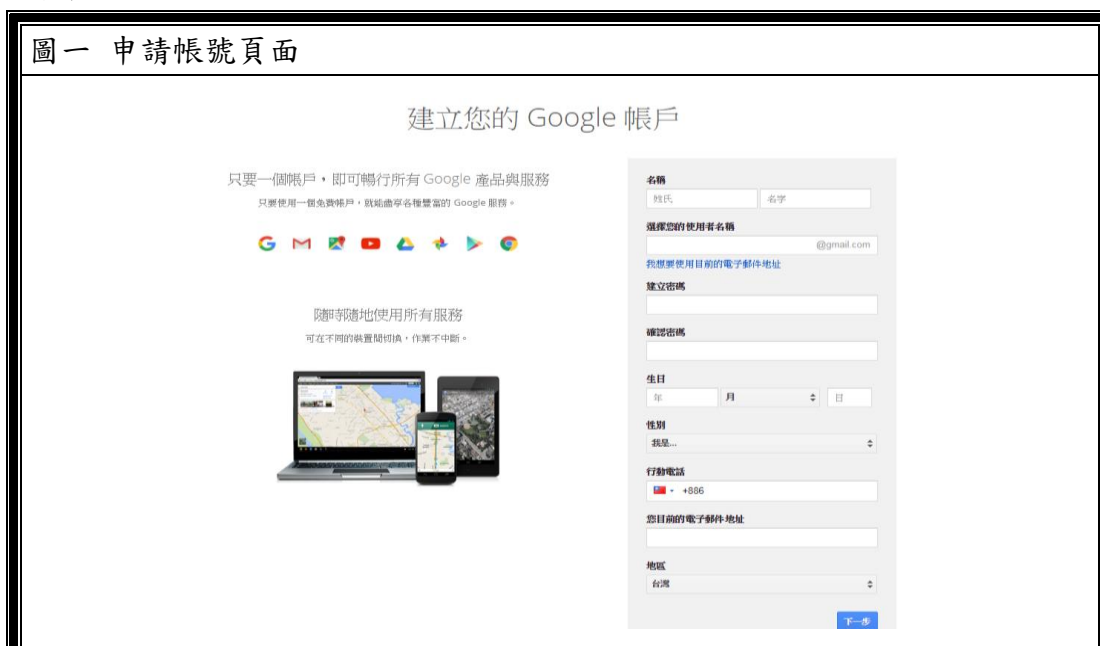 圖一 申請帳號頁面
建立您的 Google 帳戶
只要一個帳戶，即可暢行所有 Google 產品與服務
只要使用一個免費帳戶，就能盡享各種豐富的 Google 服務。
隨時隨地使用所有服務
可在不同的裝置間切換，作業不中斷。
名稱
姓氏 名字
選擇您的使用者名稱
@gmail.com
我想要使用目前的電子郵件地址
建立密碼
確認密碼
生日
年 月 日
性別
我是...
行動電話
+886
您目前的電子郵件地址
地區
台灣
下一步